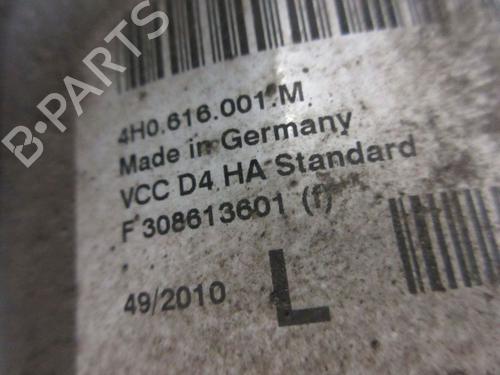 4H0.616.001.M
Made in Germany
VCC D4 HA Standard
F 308613601 (f)
49/2010
L
B-PARTS